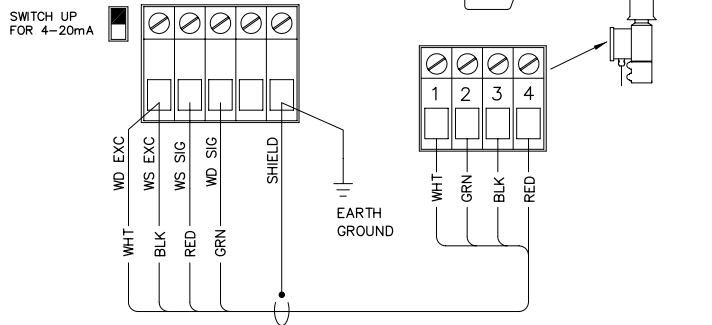 SWITCH UP
FOR 4-20mA
1 2 3 4
WD EXC
WS EXC
WS SIG
WD SIG
SHIELD
WHT
GRN
BLK
RED
EARTH
GROUND
WHT
BLK
RED
GRN